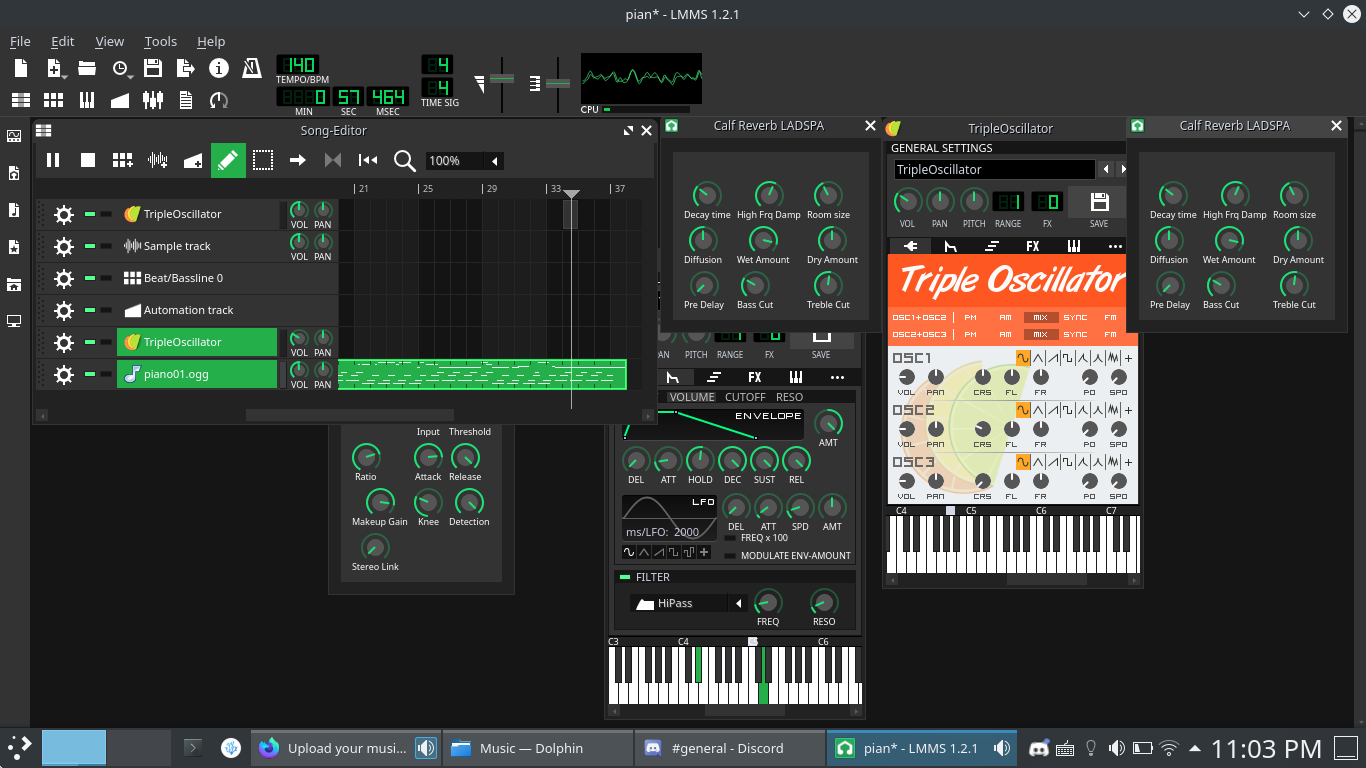 pian* - LMMS 1.2.1
File Edit View Tools Help
140
TEMPO/BPM
0 57 464
MIN SEC MSEC
4
4
TIME SIG
CPU
Song-Editor
100%
21 25 29 33 37
TripleOscillator VOL PAN
Sample track VOL PAN
Beat/Bassline 0
Automation track
TripleOscillator VOL PAN
piano01.ogg VOL PAN
Calf Reverb LADSPA
Decay time High Frq Damp Room size
Diffusion Wet Amount Dry Amount
Pre Delay Bass Cut Treble Cut
TripleOscillator
GENERAL SETTINGS
TripleOscillator
1 0
VOL PAN PITCH RANGE FX SAVE
FX
Triple Oscillator
OSC1+OSC2 PM AM MIX SYNC FM
OSC2+OSC3 PM AM MIX SYNC FM
OSC1
VOL PAN CRS FL FR PO SPD
OSC2
VOL PAN CRS FL FR PO SPD
OSC3
VOL PAN CRS FL FR PO SPD
C4 C5 C6 C7
Calf Reverb LADSPA
Decay time High Frq Damp Room size
Diffusion Wet Amount Dry Amount
Pre Delay Bass Cut Treble Cut
Input Threshold
Ratio Attack Release
Makeup Gain Knee Detection
Stereo Link
PAN PITCH RANGE FX SAVE
FX
VOLUME CUTOFF RESO
ENVELOPE
AMT
DEL ATT HOLD DEC SUST REL
LFO
ms/LFO: 2000
DEL ATT SPD AMT
FREQ x 100
MODULATE ENV-AMOUNT
FILTER
HiPass
FREQ RESO
C3 C4 C6
Upload your musi...
Music — Dolphin
#general - Discord
pian* - LMMS 1.2.1
11:03 PM